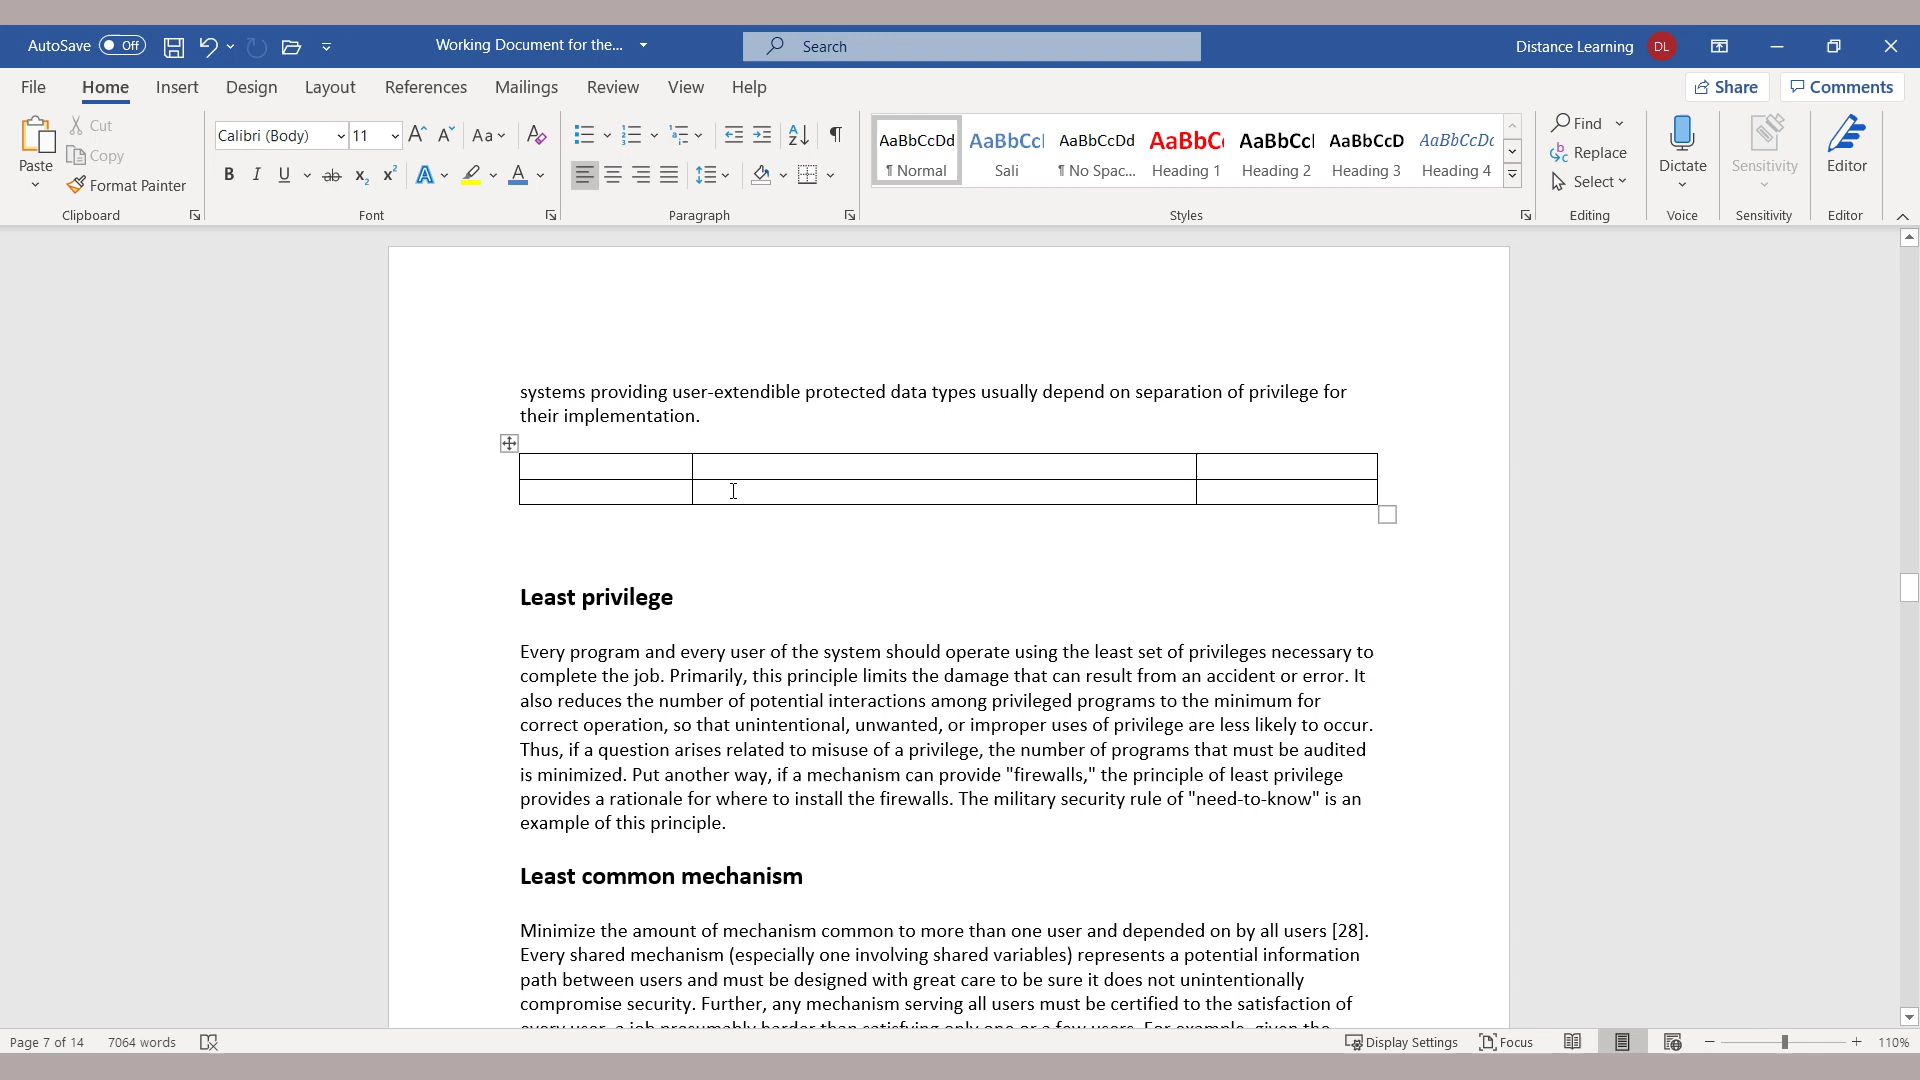 AutoSave Off Working Document for the... Search Distance Learning DL
File Home Insert Design Layout References Mailings Review View Help Share Comments
Paste Cut Copy Format Painter
Clipboard
Calibri (Body) 11 Aa
B I U ab x₂ x² A A
Font
Paragraph
AaBbCcDd ¶ Normal
AaBbCcl Sali
AaBbCcDd ¶ No Spac...
AaBbC Heading 1
AaBbCcl Heading 2
AaBbCcD Heading 3
AaBbCcDc Heading 4
Styles
Find
Replace
Select
Editing
Dictate
Voice
Sensitivity
Sensitivity
Editor
Editor
systems providing user-extendible protected data types usually depend on separation of privilege for
their implementation.
Least privilege
Every program and every user of the system should operate using the least set of privileges necessary to
complete the job. Primarily, this principle limits the damage that can result from an accident or error. It
also reduces the number of potential interactions among privileged programs to the minimum for
correct operation, so that unintentional, unwanted, or improper uses of privilege are less likely to occur.
Thus, if a question arises related to misuse of a privilege, the number of programs that must be audited
is minimized. Put another way, if a mechanism can provide "firewalls," the principle of least privilege
provides a rationale for where to install the firewalls. The military security rule of "need-to-know" is an
example of this principle.
Least common mechanism
Minimize the amount of mechanism common to more than one user and depended on by all users [28].
Every shared mechanism (especially one involving shared variables) represents a potential information
path between users and must be designed with great care to be sure it does not unintentionally
compromise security. Further, any mechanism serving all users must be certified to the satisfaction of
every user, a job presumably harder than satisfying only one or a few users. For example, given the
Page 7 of 14 7064 words Display Settings Focus 110%